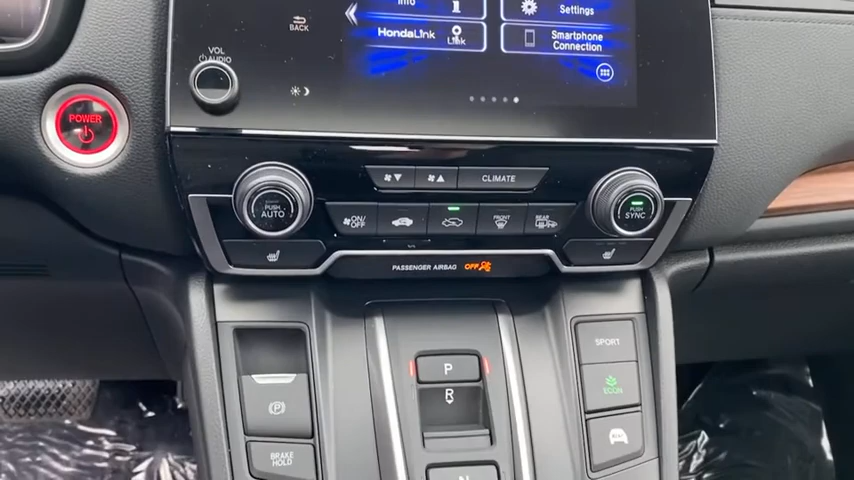 Info
Settings
HondaLink
Link
Smartphone
Connection
BACK
VOL
AUDIO
POWER
CLIMATE
PUSH
AUTO
ON/
OFF
FRONT
REAR
PUSH
SYNC
PASSENGER AIRBAG OFF
SPORT
P
R
ECON
P
BRAKE
HOLD
N